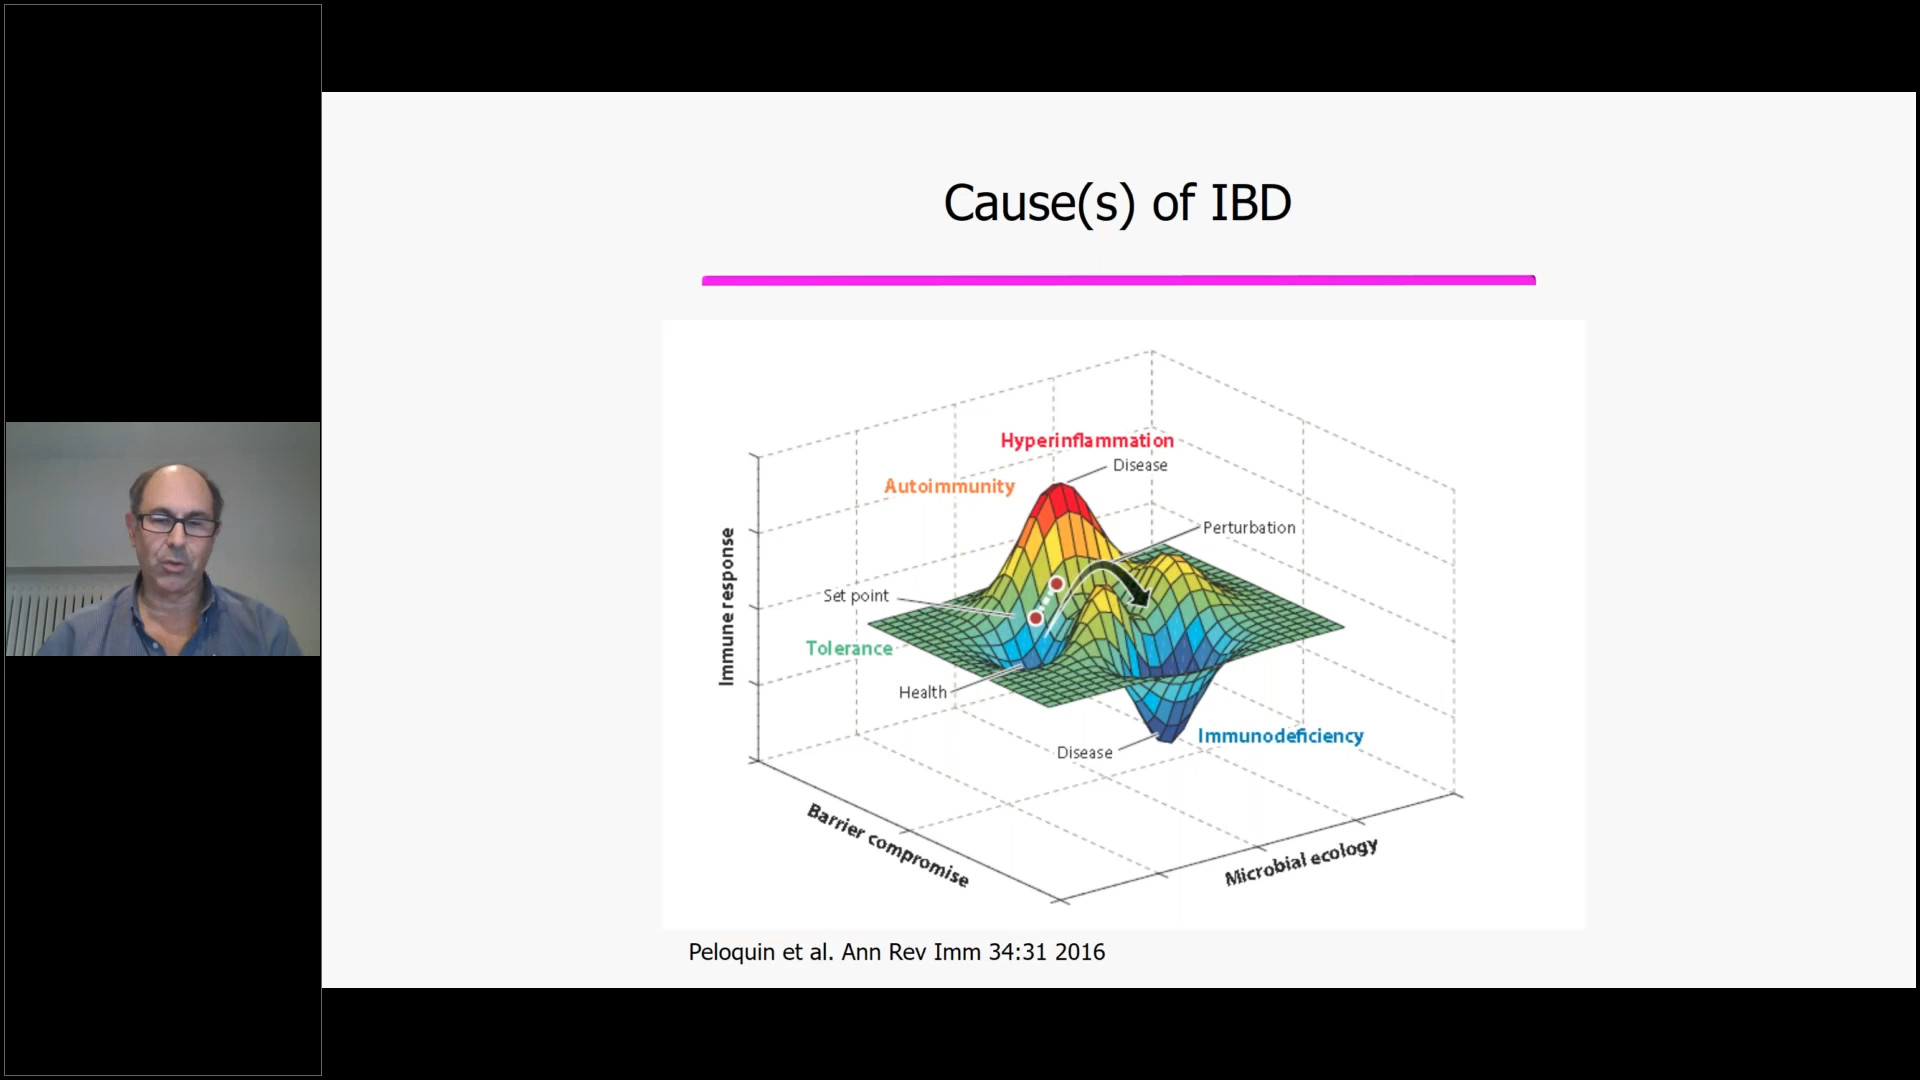 Cause(s) of IBD
Hyperinflammation
Disease
Autoimmunity
Perturbation
Immune response
Set point
Tolerance
Health
Immunodeficiency
Disease
Barrier compromise
Microbial ecology
Peloquin et al. Ann Rev Imm 34:31 2016